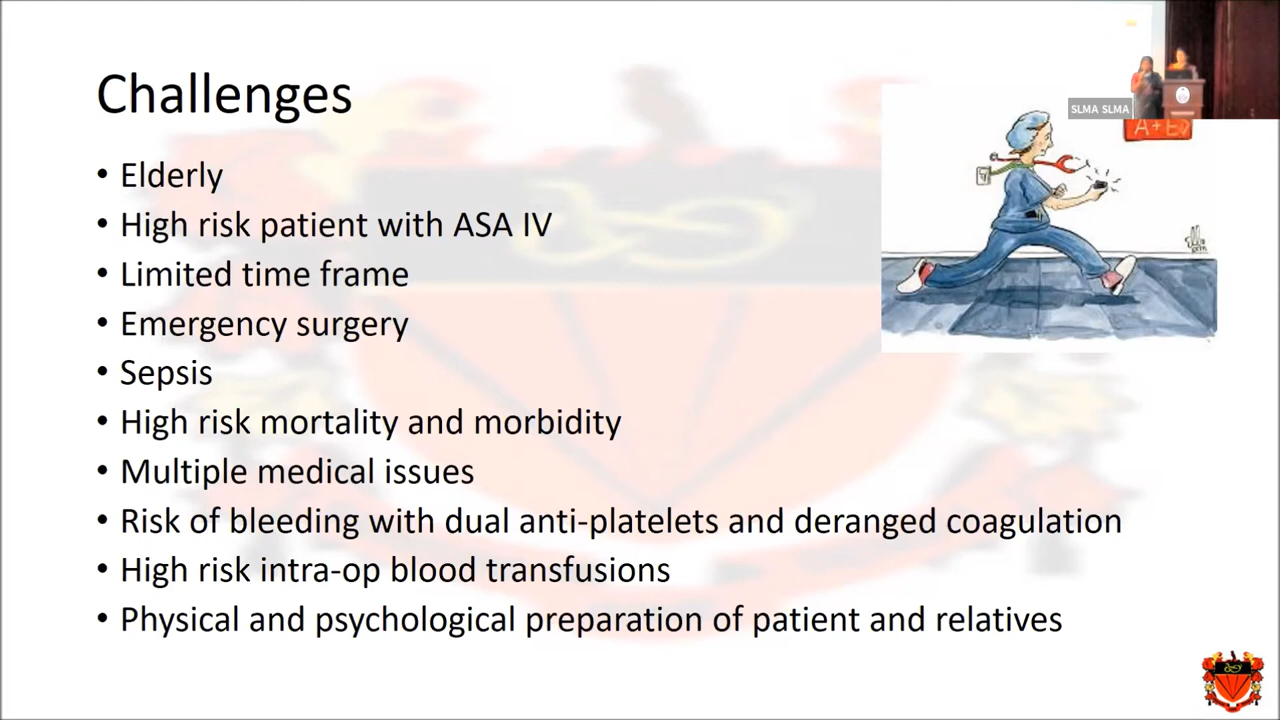 Challenges
SLMA SLMA
A+E
• Elderly
• High risk patient with ASA IV
• Limited time frame
• Emergency surgery
• Sepsis
• High risk mortality and morbidity
• Multiple medical issues
• Risk of bleeding with dual anti-platelets and deranged coagulation
• High risk intra-op blood transfusions
• Physical and psychological preparation of patient and relatives